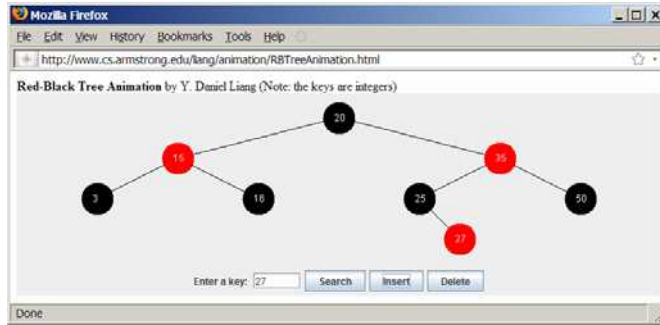 Mozilla Firefox
File Edit View History Bookmarks Tools Help
http://www.cs.armstrong.edu/liang/animation/RBTreeAnimation.html
Red-Black Tree Animation by Y. Daniel Liang (Note: the keys are integers)
20
35
3
25
50
27
Enter a key: 27 Search Insert Delete
Done